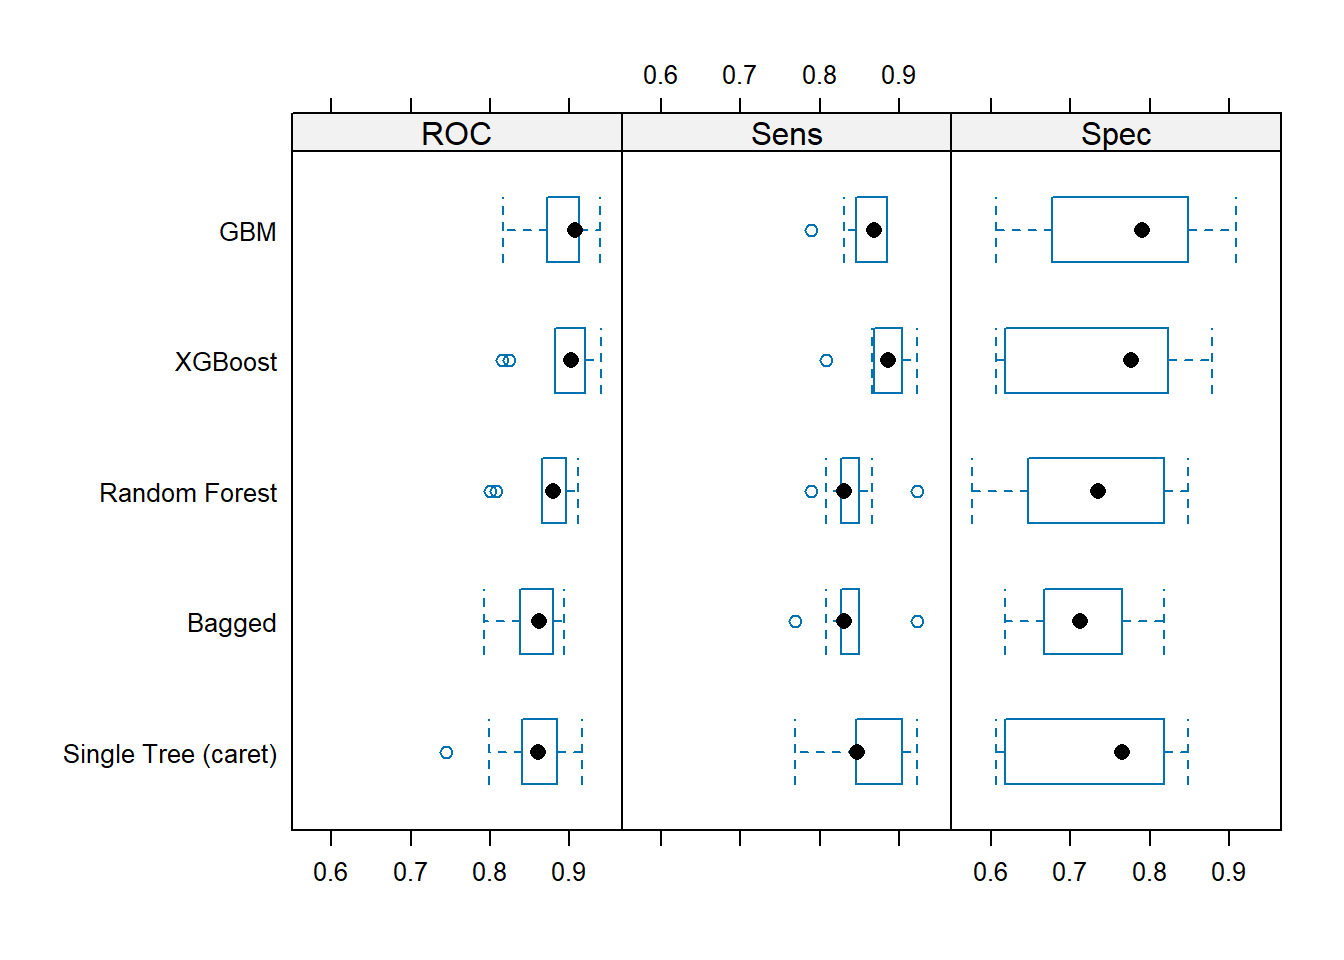 0.6 0.7 0.8 0.9
ROC Sens Spec
GBM
XGBoost
Random Forest
Bagged
Single Tree (caret)
0.6 0.7 0.8 0.9 0.6 0.7 0.8 0.9